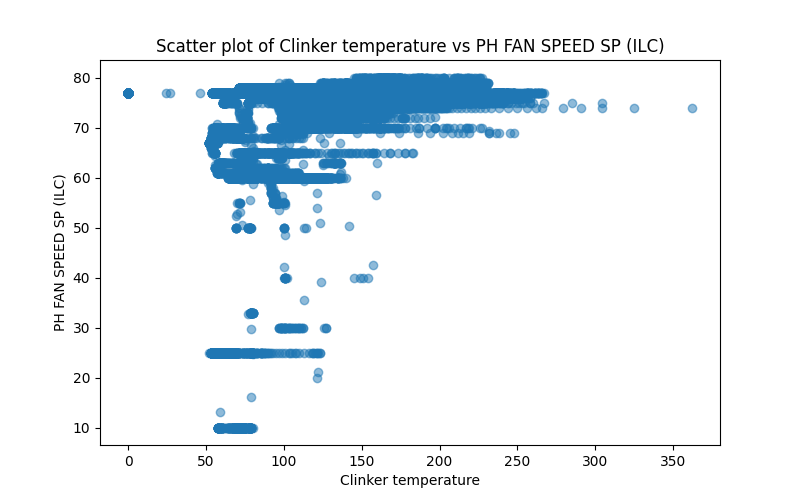 Scatter plot of Clinker temperature vs PH FAN SPEED SP (ILC)
PH FAN SPEED SP (ILC)
80
70
60
50
40
30
20
10
0 50 100 150 200 250 300 350
Clinker temperature